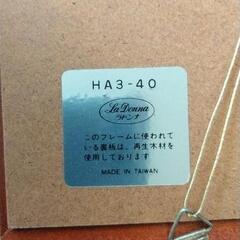 HA3-40
La Donna
ラドンナ
このフレームに使われて
いる裏板は、再生木材を
使用しております
MADE IN TAIWAN